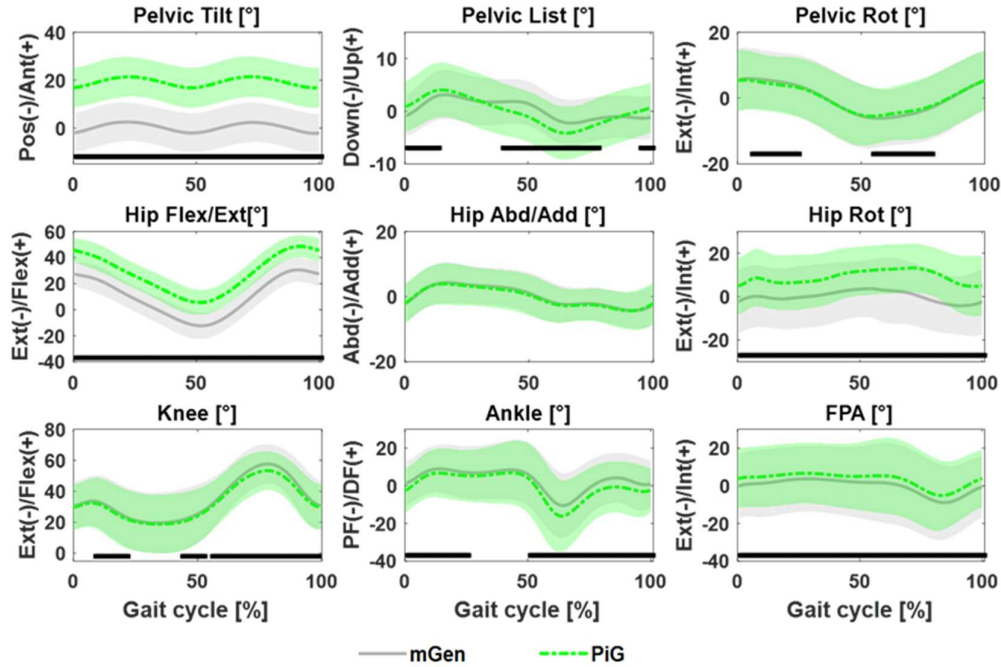 Pelvic Tilt [°]
Pos(-)/Ant(+)
40
20
0
0
50
100
Pelvic List [°]
Down(-)/Up(+)
10
0
-10
0
50
100
Pelvic Rot [°]
Ext(-)/Int(+)
20
0
-20
0
50
100
Hip Flex/Ext[°]
Ext(-)/Flex(+)
60
40
20
0
-20
-40
0
50
100
Hip Abd/Add [°]
Abd(-)/Add(+)
20
0
-20
0
50
100
Hip Rot [°]
Ext(-)/Int(+)
20
0
-20
0
50
100
Knee [°]
Ext(-)/Flex(+)
80
60
40
20
0
0
50
100
Gait cycle [%]
Ankle [°]
PF(-)/DF(+)
20
0
-20
-40
0
50
100
Gait cycle [%]
FPA [°]
Ext(-)/Int(+)
20
0
-20
-40
0
50
100
Gait cycle [%]
mGen
PiG